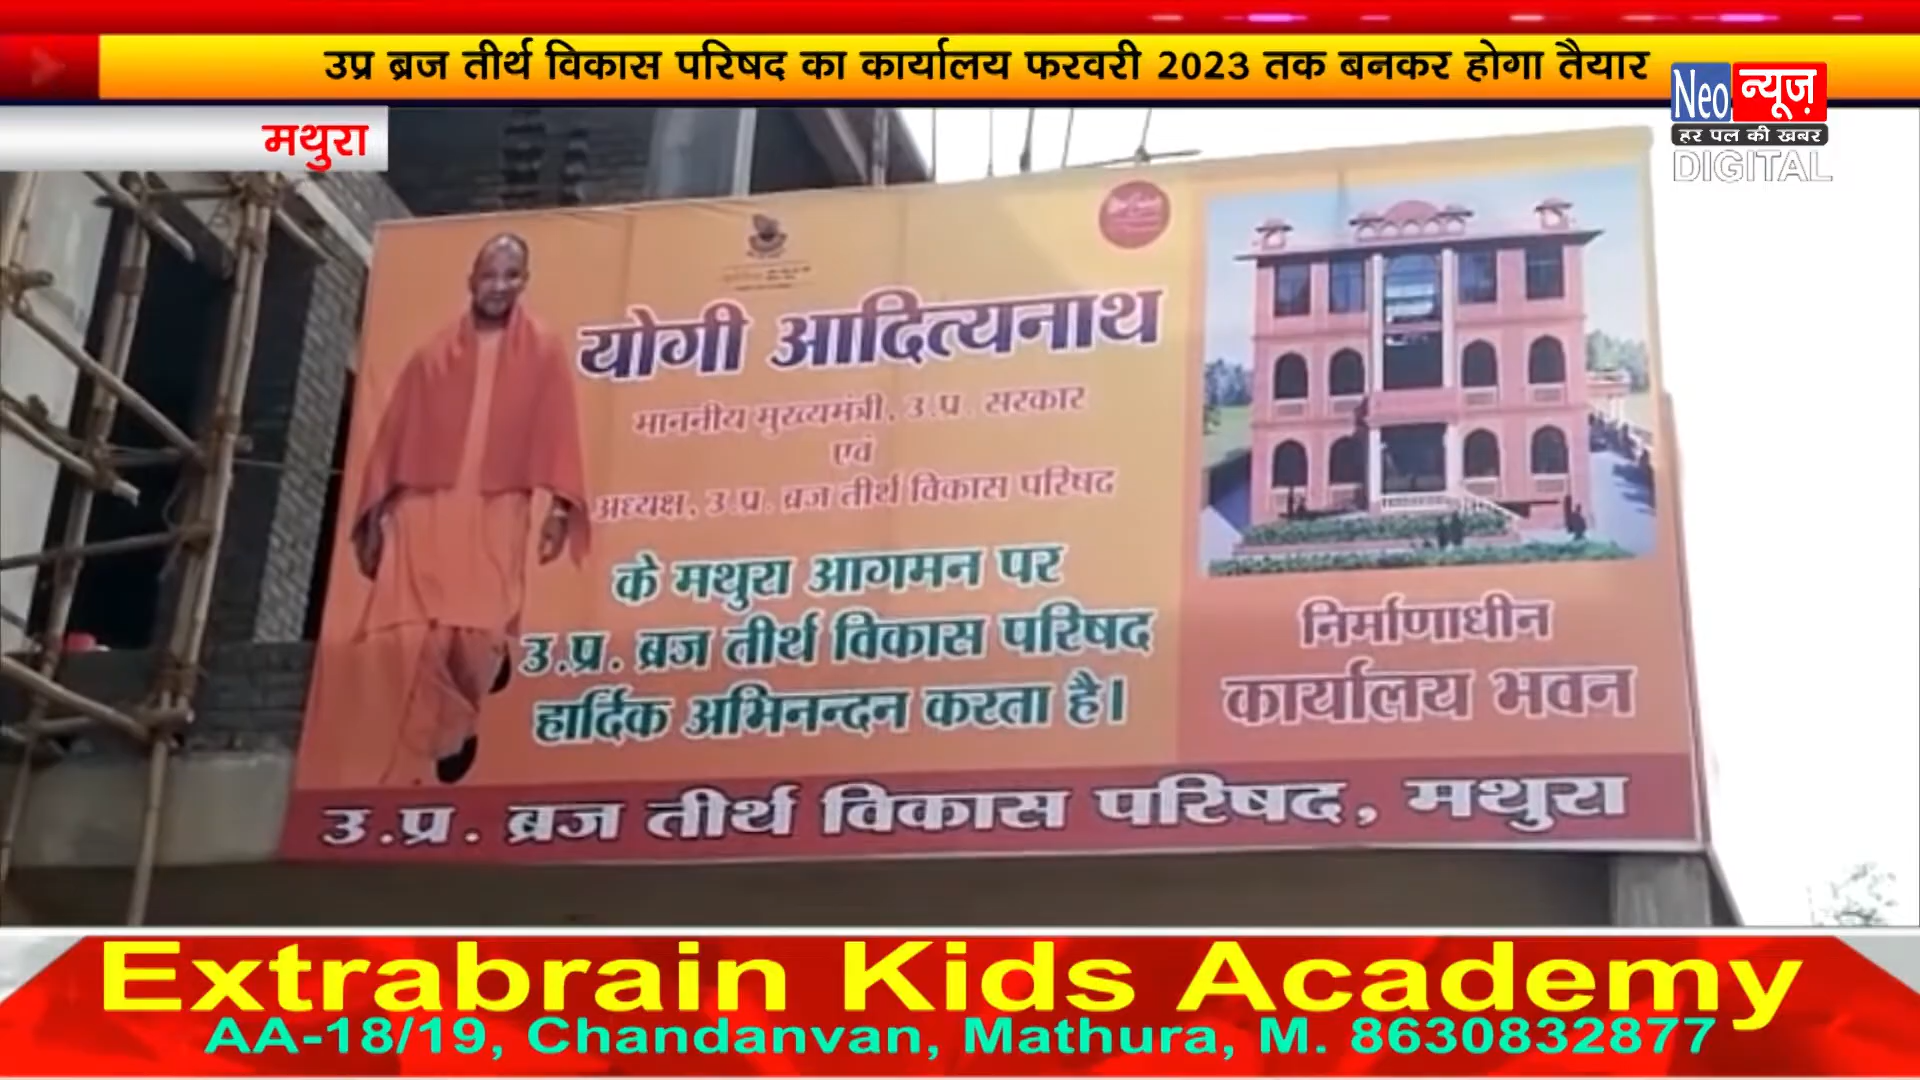 उप्र ब्रज तीर्थ विकास परिषद का कार्यालय फरवरी 2023 तक बनकर होगा तैयार
Neo न्यूज़
हर पल की खबर
DIGITAL
मथुरा
योगी आदित्यनाथ
माननीय मुख्यमंत्री, उ.प्र. सरकार
एवं
अध्यक्ष, उ.प्र. ब्रज तीर्थ विकास परिषद
के मथुरा आगमन पर
उ.प्र. ब्रज तीर्थ विकास परिषद
हार्दिक अभिनन्दन करता है।
निर्माणाधीन
कार्यालय भवन
उ.प्र. ब्रज तीर्थ विकास परिषद, मथुरा
Extrabrain Kids Academy
AA-18/19, Chandanvan, Mathura, M. 8630832877